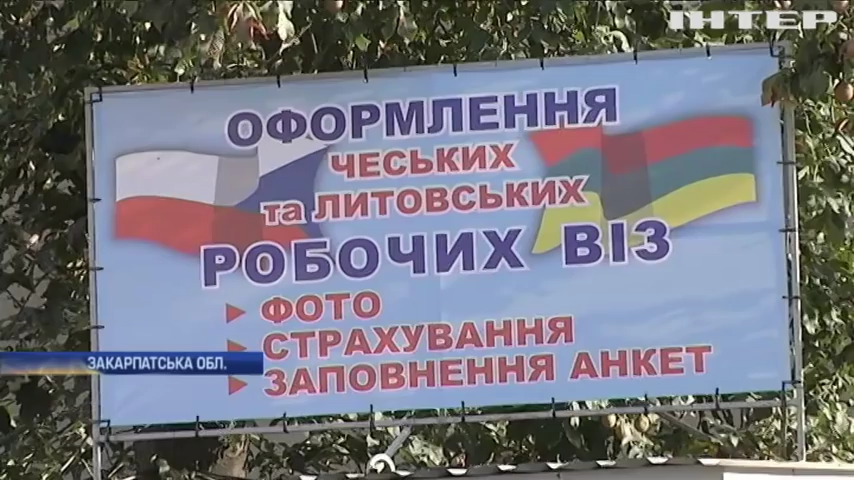 ІНТЕР
ОФОРМЛЕННЯ
ЧЕСЬКИХ
та ЛИТОВСЬКИХ
РОБОЧИХ ВІЗ
ФОТО
СТРАХУВАННЯ
ЗАПОВНЕННЯ АНКЕТ
ЗАКАРПАТСЬКА ОБЛ.